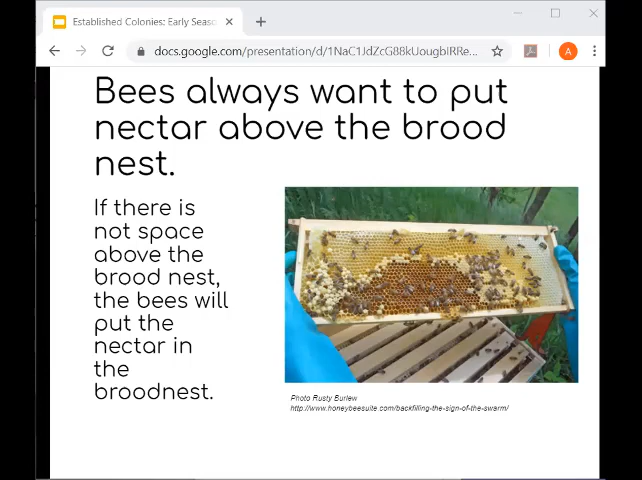 Established Colonies: Early Seas
docs.google.com/presentation/d/1NaC1JdZcG88kUougbIRRe...
A
Bees always want to put
nectar above the brood
nest.
If there is
not space
above the
brood nest,
the bees will
put the
nectar in
the
broodnest.
Photo Rusty Burlew
http://www.honeybeesuite.com/backfilling-the-sign-of-the-swarm/